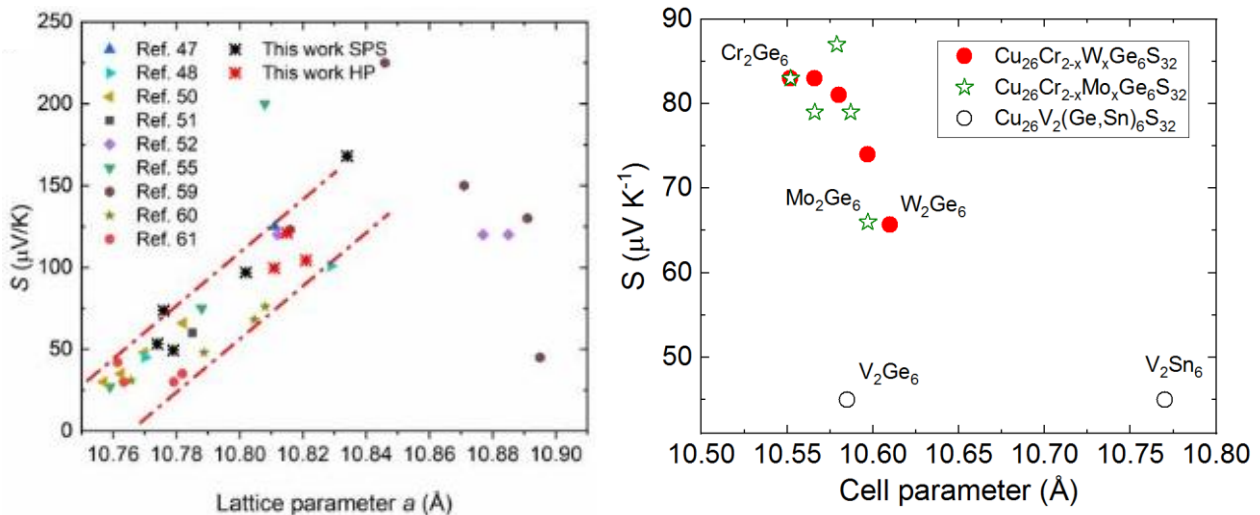 250
200
150
100
50
0
S (µV/K)
Ref. 47
Ref. 48
Ref. 50
Ref. 51
Ref. 52
Ref. 55
Ref. 59
Ref. 60
Ref. 61
This work SPS
This work HP
10.76 10.78 10.80 10.82 10.84 10.86 10.88 10.90
Lattice parameter a (Å)
90
80
70
60
50
S (µV K⁻¹)
Cr₂Ge₆
Cu₂₆Cr₂₋ₓWₓGe₆S₃₂
Cu₂₆Cr₂₋ₓMoₓGe₆S₃₂
Cu₂₆V₂(Ge,Sn)₆S₃₂
Mo₂Ge₆
W₂Ge₆
V₂Ge₆
V₂Sn₆
10.50 10.55 10.60 10.65 10.70 10.75 10.80
Cell parameter (Å)